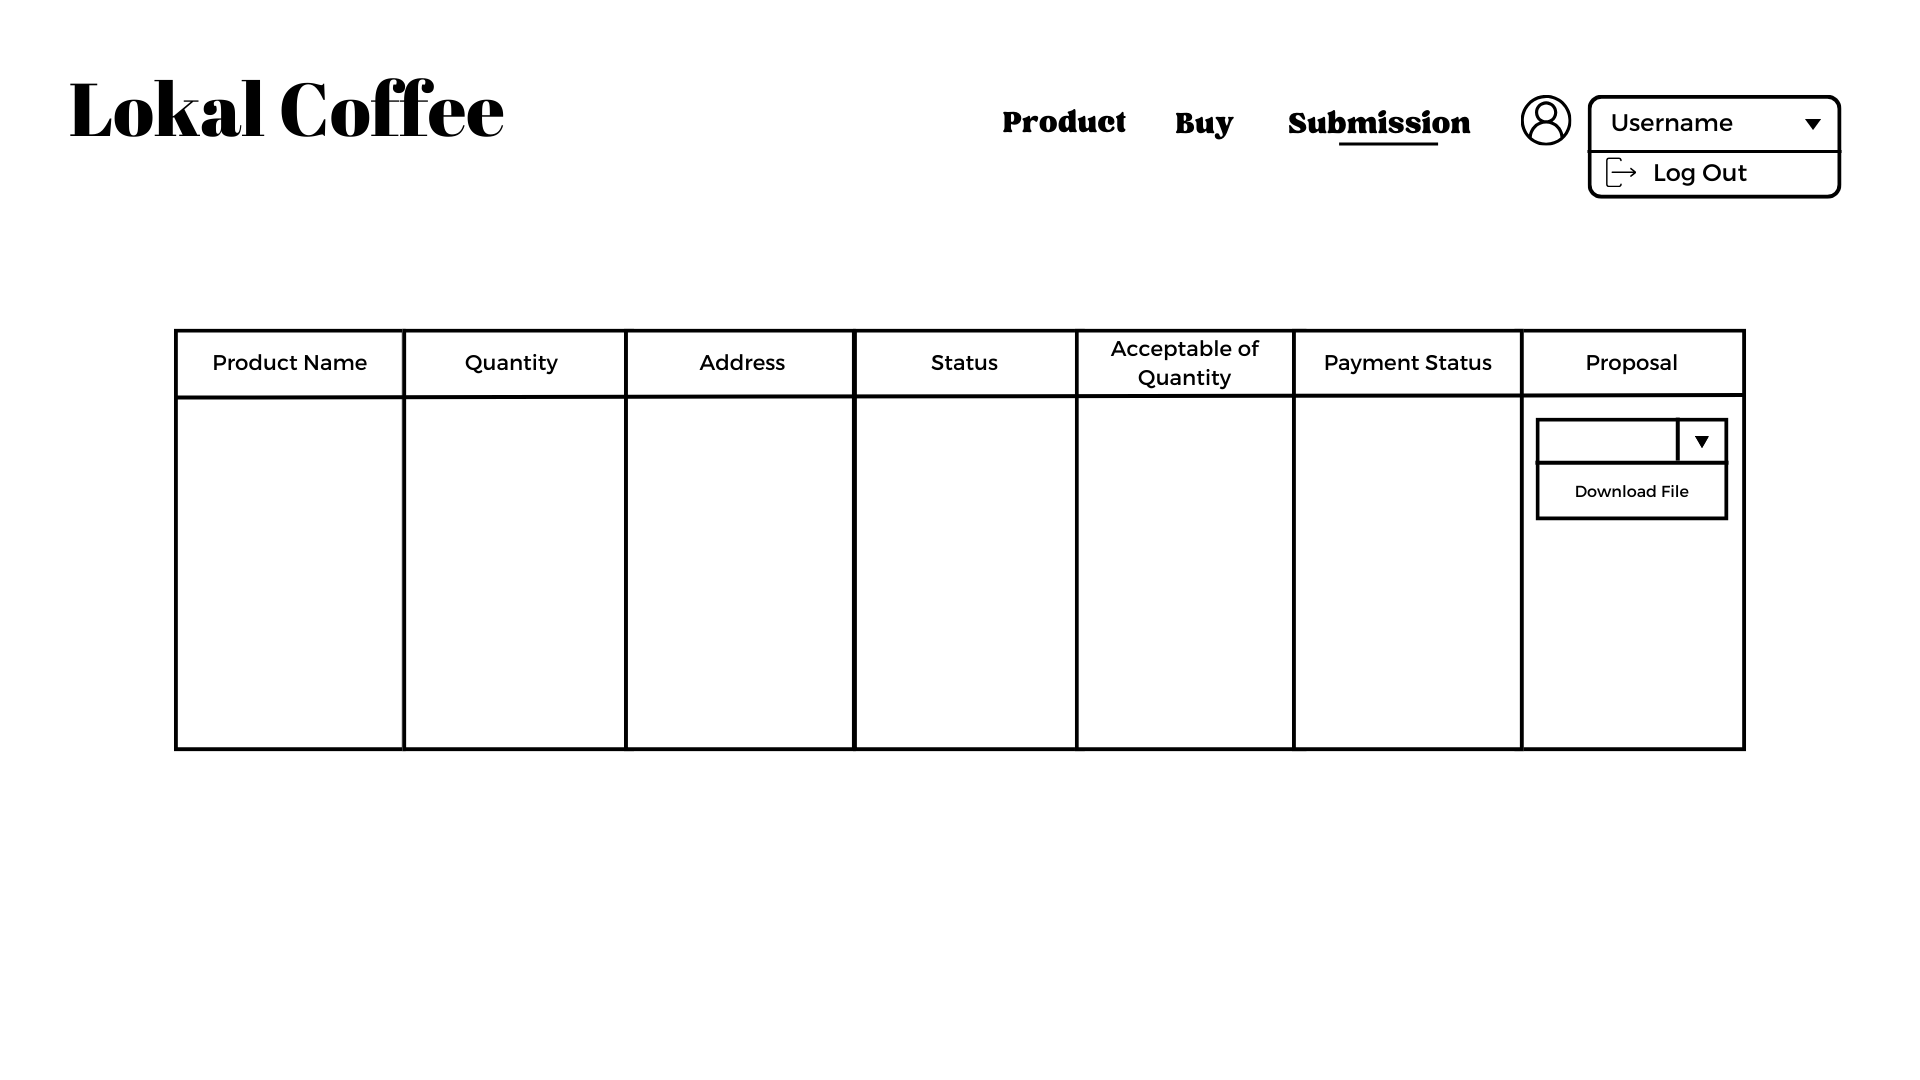 Lokal Coffee
Product
Buy
Submission
Username
Log Out
Product Name
Quantity
Address
Status
Acceptable of
Quantity
Payment Status
Proposal
Download File